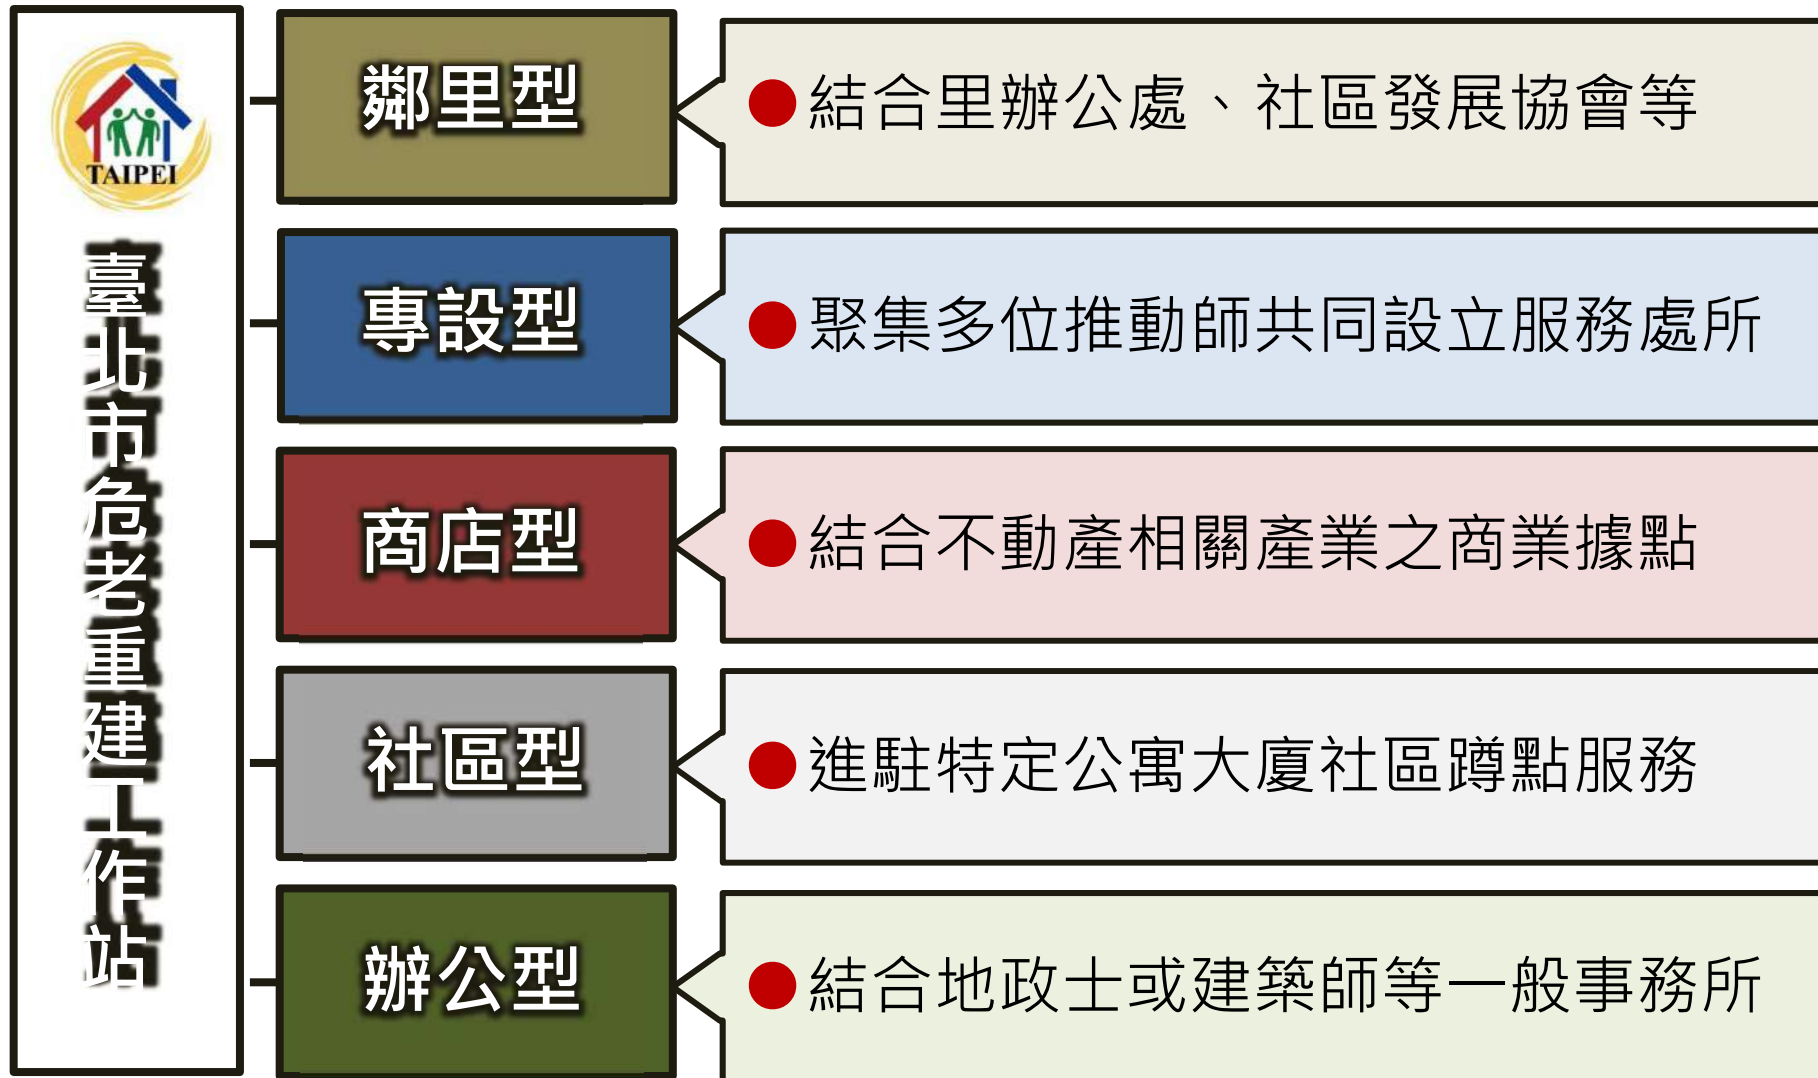 TAIPEI
臺北市危老重建工作站
鄰里型
●結合里辦公處、社區發展協會等
專設型
●聚集多位推動師共同設立服務處所
商店型
●結合不動產相關產業之商業據點
社區型
●進駐特定公寓大廈社區蹲點服務
辦公型
●結合地政士或建築師等一般事務所